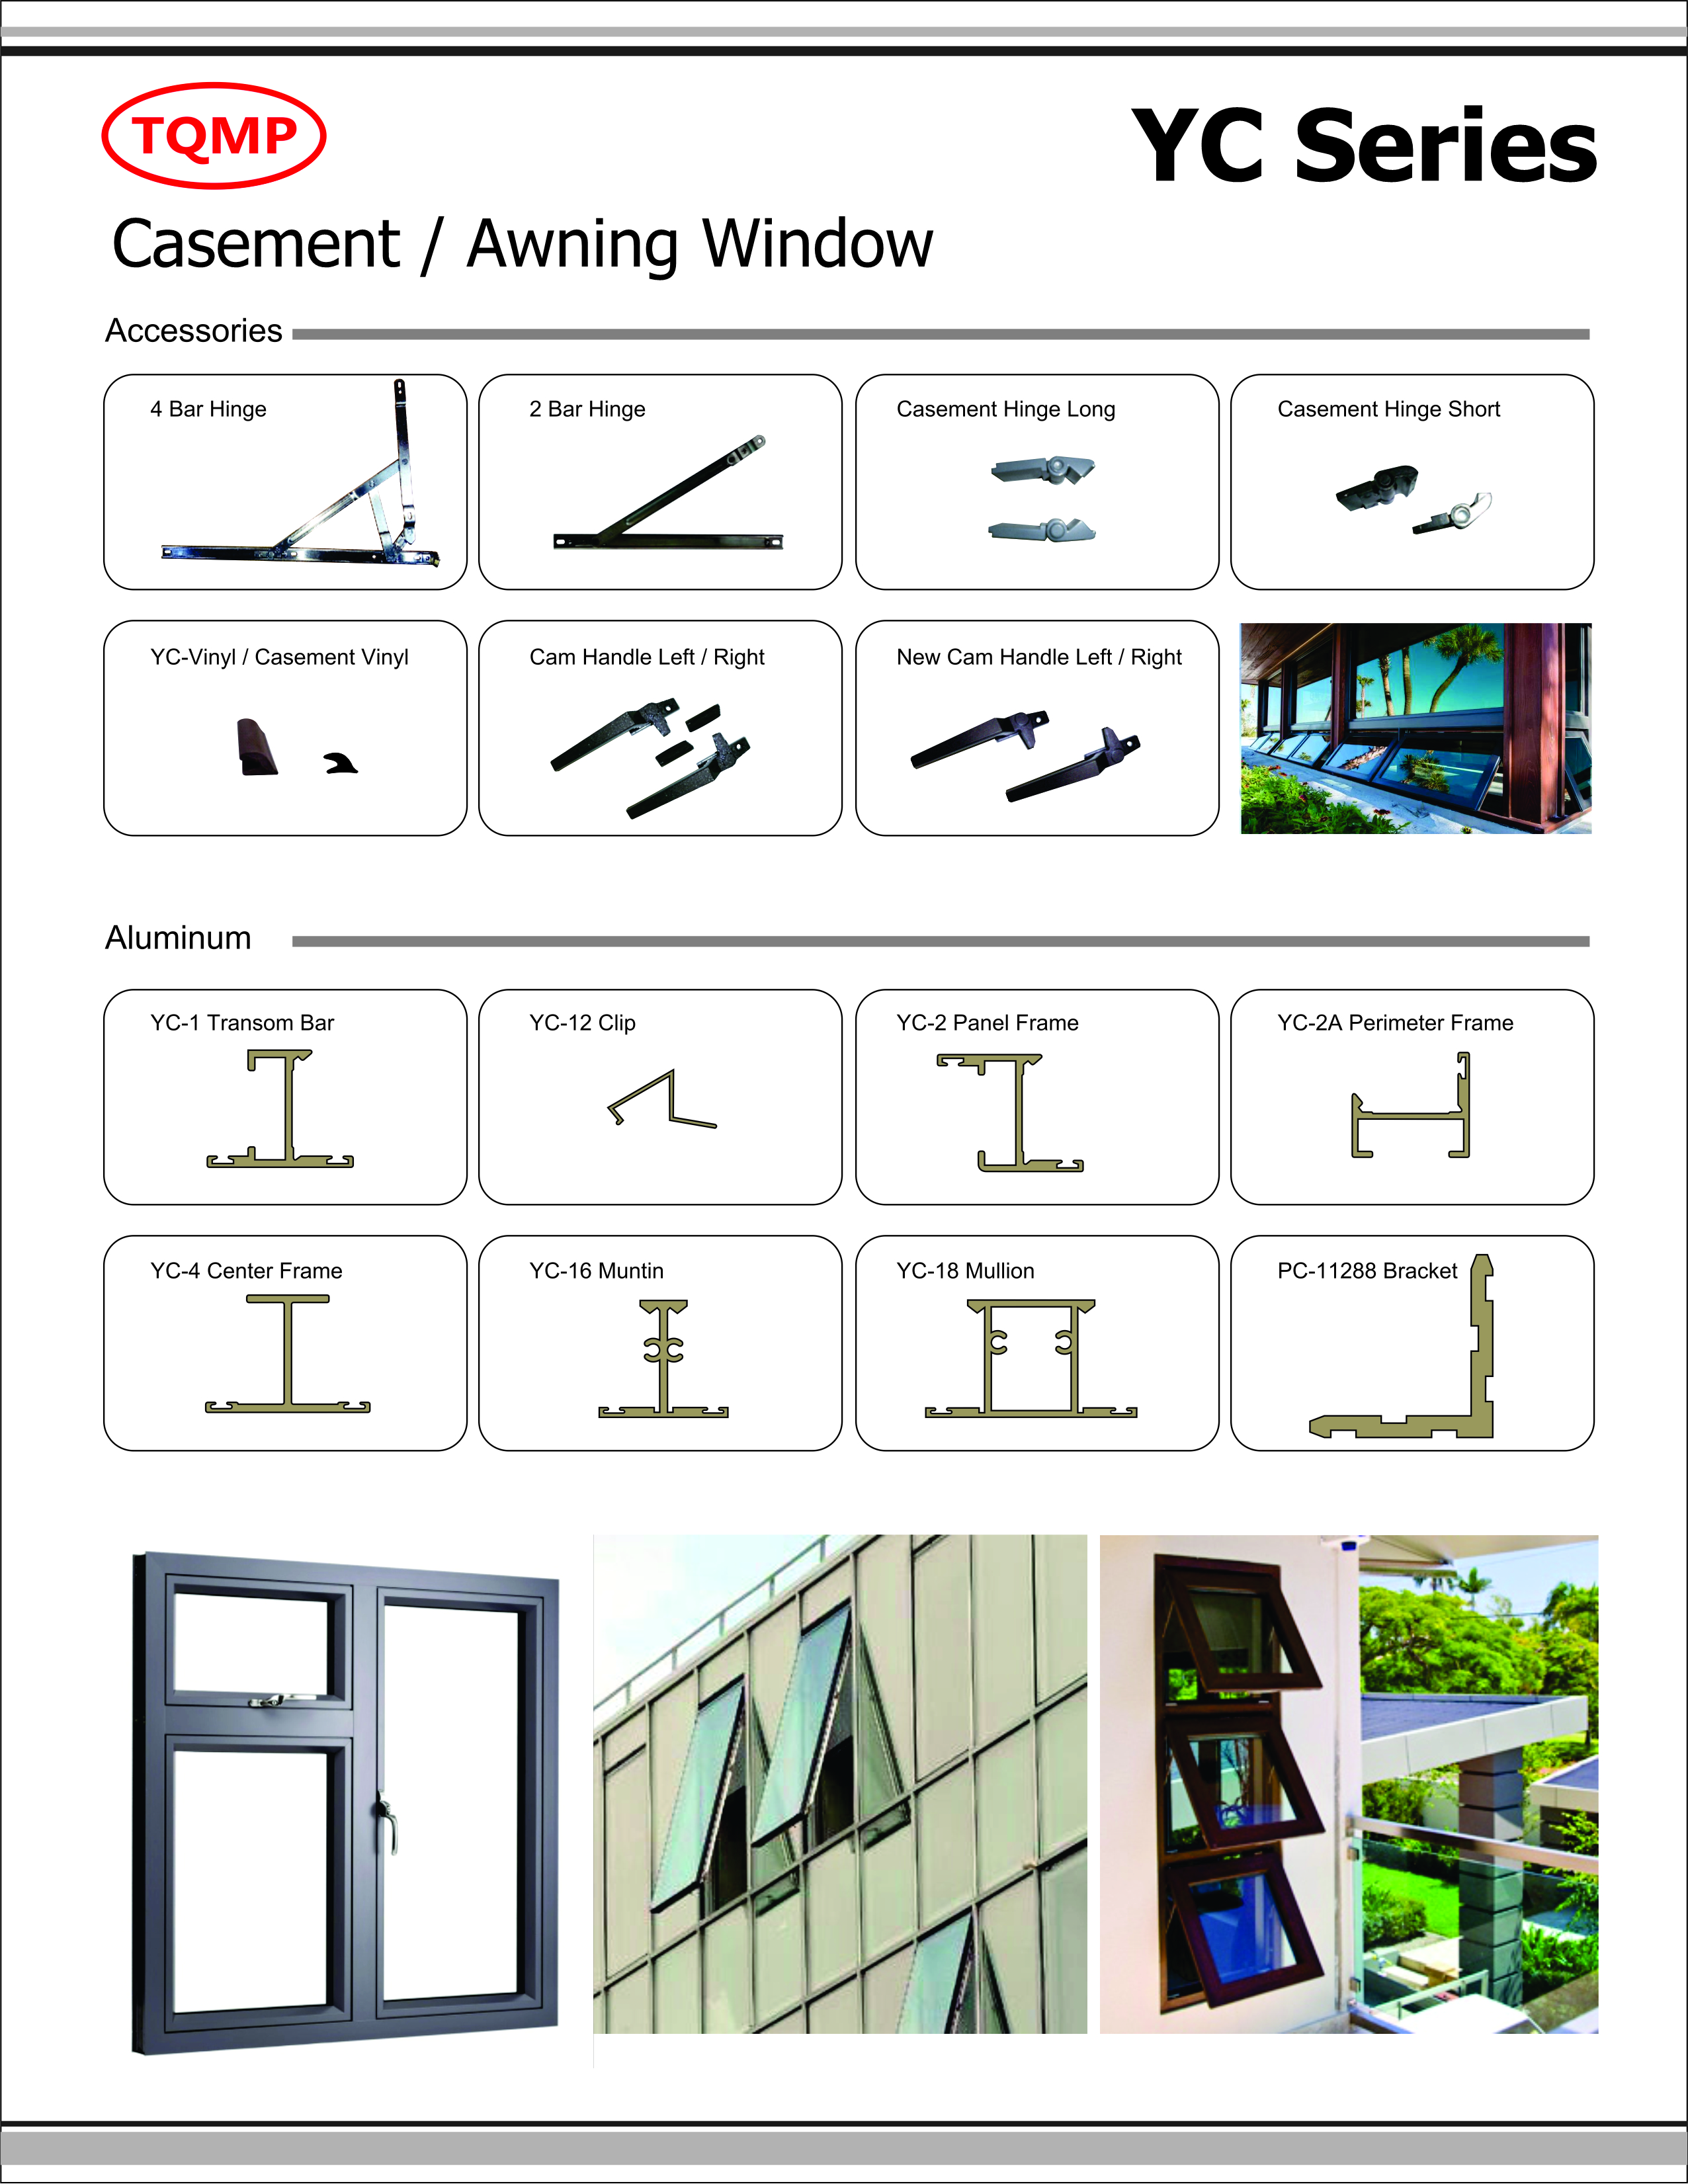 TQMP
YC Series
Casement / Awning Window
Accessories
4 Bar Hinge
2 Bar Hinge
Casement Hinge Long
Casement Hinge Short
YC-Vinyl / Casement Vinyl
Cam Handle Left / Right
New Cam Handle Left / Right
Aluminum
YC-1 Transom Bar
YC-12 Clip
YC-2 Panel Frame
YC-2A Perimeter Frame
YC-4 Center Frame
YC-16 Muntin
YC-18 Mullion
PC-11288 Bracket